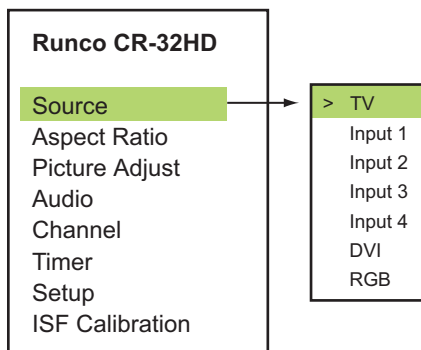 Runco CR-32HD
Source
Aspect Ratio
Picture Adjust
Audio
Channel
Timer
Setup
ISF Calibration
> TV
Input 1
Input 2
Input 3
Input 4
DVI
RGB